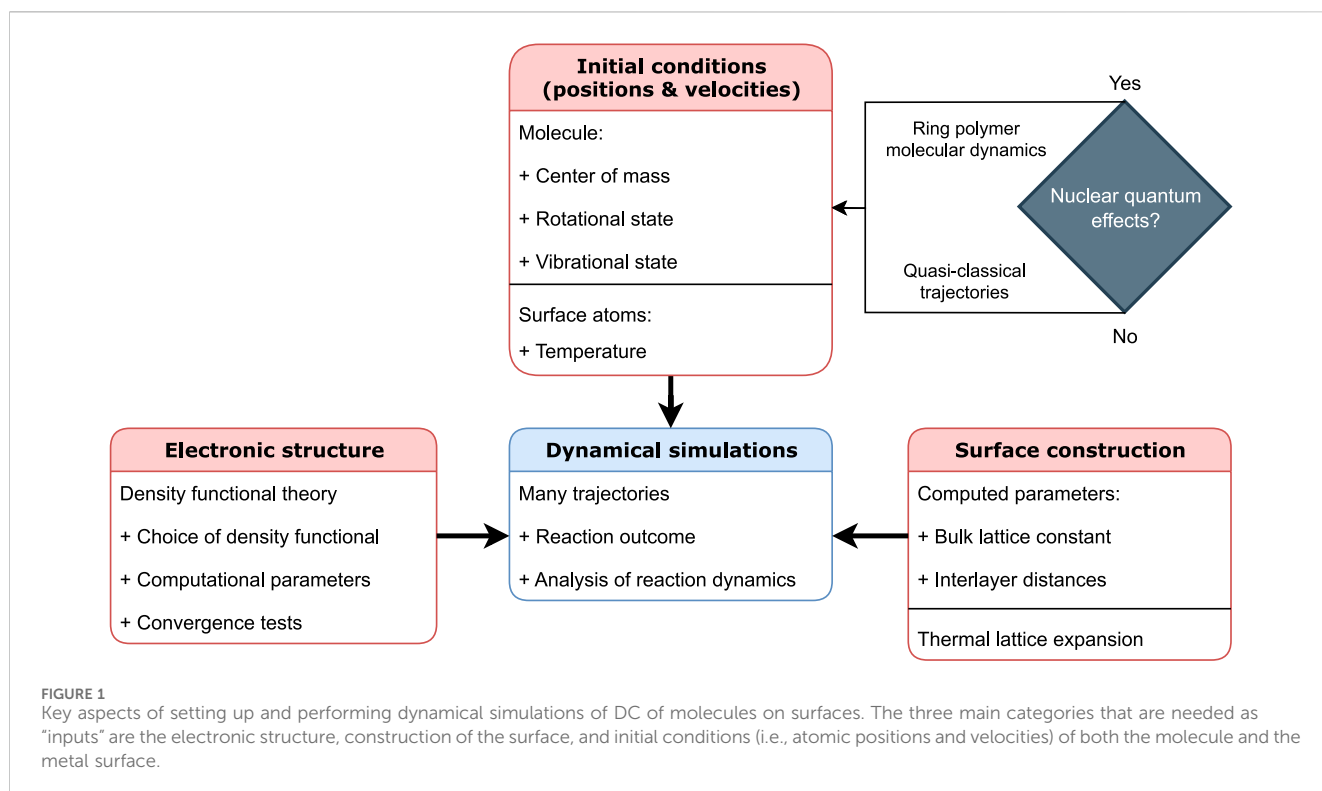 Initial conditions
(positions & velocities)
Molecule:
+ Center of mass
+ Rotational state
+ Vibrational state
Surface atoms:
+ Temperature
Yes
Ring polymer
molecular dynamics
Nuclear quantum
effects?
Quasi-classical
trajectories
No
Electronic structure
Density functional theory
+ Choice of density functional
+ Computational parameters
+ Convergence tests
Dynamical simulations
Many trajectories
+ Reaction outcome
+ Analysis of reaction dynamics
Surface construction
Computed parameters:
+ Bulk lattice constant
+ Interlayer distances
Thermal lattice expansion
FIGURE 1
Key aspects of setting up and performing dynamical simulations of DC of molecules on surfaces. The three main categories that are needed as
"inputs" are the electronic structure, construction of the surface, and initial conditions (i.e., atomic positions and velocities) of both the molecule and the
metal surface.